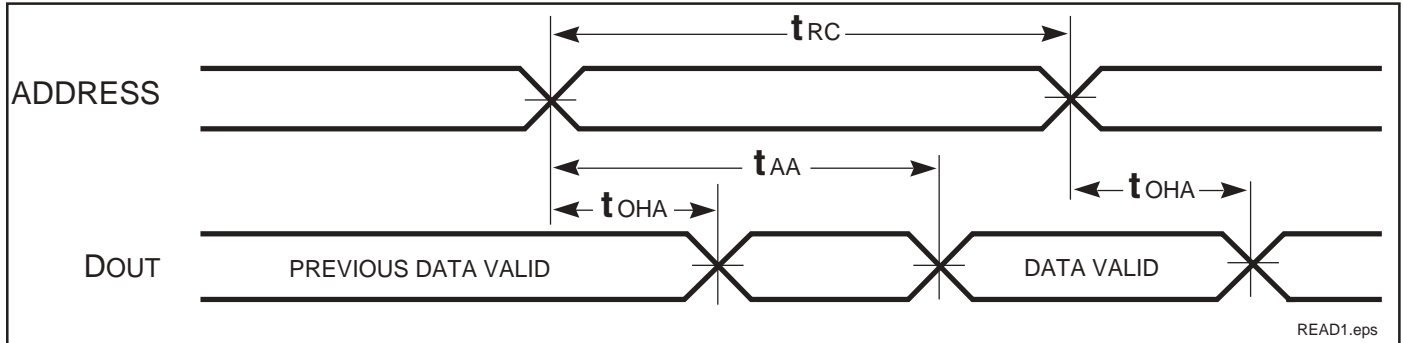 tRC
ADDRESS
tAA
tOHA
tOHA
DOUT
PREVIOUS DATA VALID
DATA VALID
READ1.eps